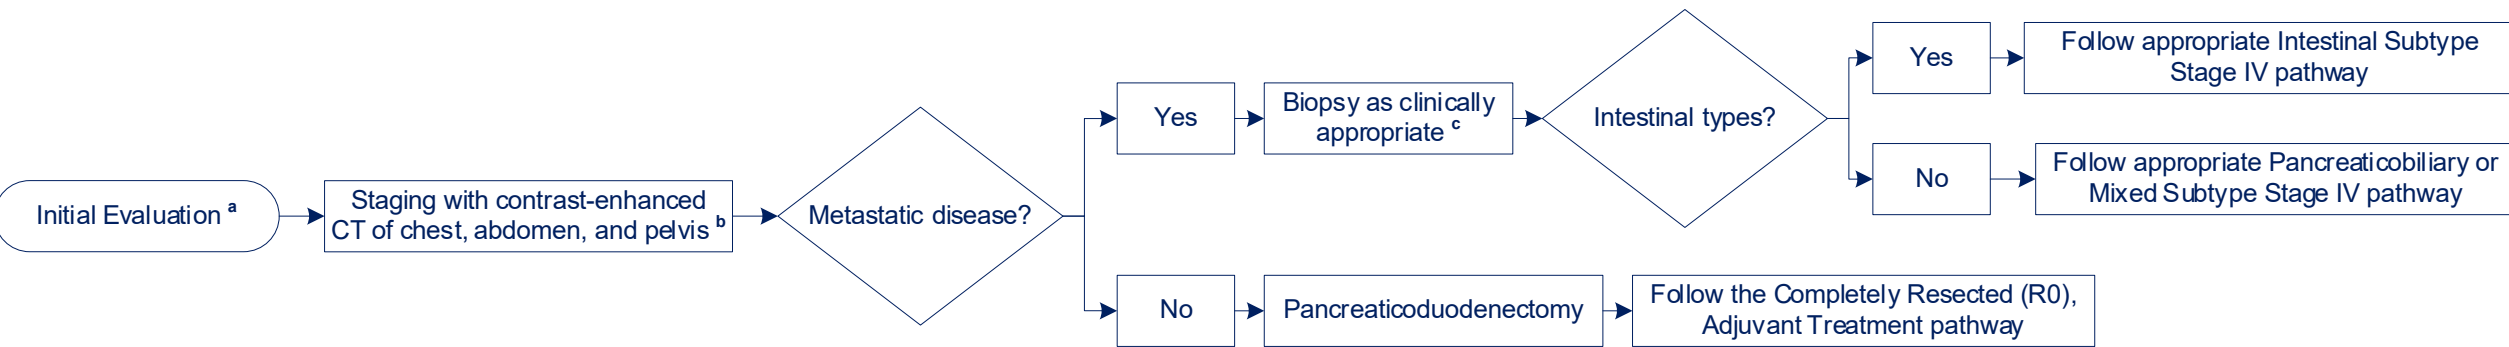 Initial Evaluation a
Staging with contrast-enhanced
CT of chest, abdomen, and pelvis b
Metastatic disease?
Yes
Biopsy as clinically
appropriate c
Intestinal types?
Yes
Follow appropriate Intestinal Subtype
Stage IV pathway
No
Follow appropriate Pancreaticobiliary or
Mixed Subtype Stage IV pathway
No
Pancreaticoduodenectomy
Follow the Completely Resected (R0),
Adjuvant Treatment pathway